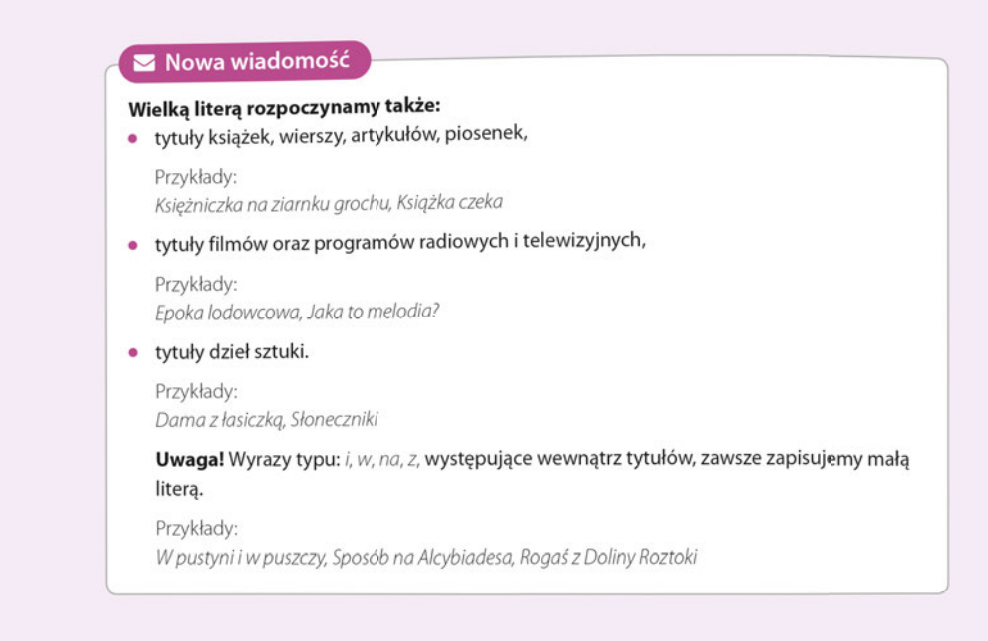 Nowa wiadomość
Wielką literą rozpoczynamy także:
• tytuły książek, wierszy, artykułów, piosenek,
Przykłady:
Księżniczka na ziarnku grochu, Książka czeka
• tytuły filmów oraz programów radiowych i telewizyjnych,
Przykłady:
Epoka lodowcowa, Jaka to melodia?
• tytuły dzieł sztuki.
Przykłady:
Dama z łasiczką, Słoneczniki
Uwaga! Wyrazy typu: i, w, na, z, występujące wewnątrz tytułów, zawsze zapisujemy małą
literą.
Przykłady:
W pustyni i w puszczy, Sposób na Alcybiadesa, Rogaś z Doliny Roztoki